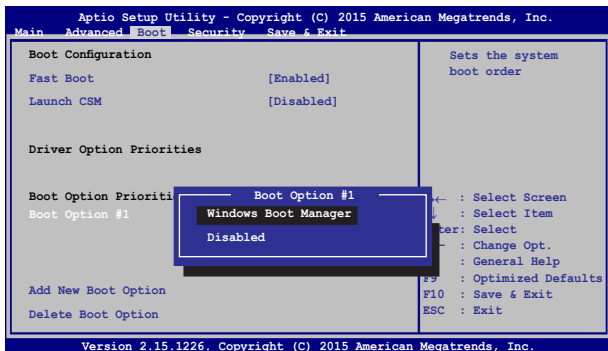 Aptio Setup Utility - Copyright (C) 2015 American Megatrends, Inc.
Main Advanced Boot Security Save & Exit
Boot Configuration
Fast Boot [Enabled]
Launch CSM [Disabled]
Driver Option Priorities
Boot Option Prioriti
Boot Option #1
Add New Boot Option
Delete Boot Option
Boot Option #1
Windows Boot Manager
Disabled
Sets the system
boot order
→← : Select Screen
: Select Item
ter: Select
- : Change Opt.
: General Help
F9 : Optimized Defaults
F10 : Save & Exit
ESC : Exit
Version 2.15.1226. Copyright (C) 2015 American Megatrends, Inc.